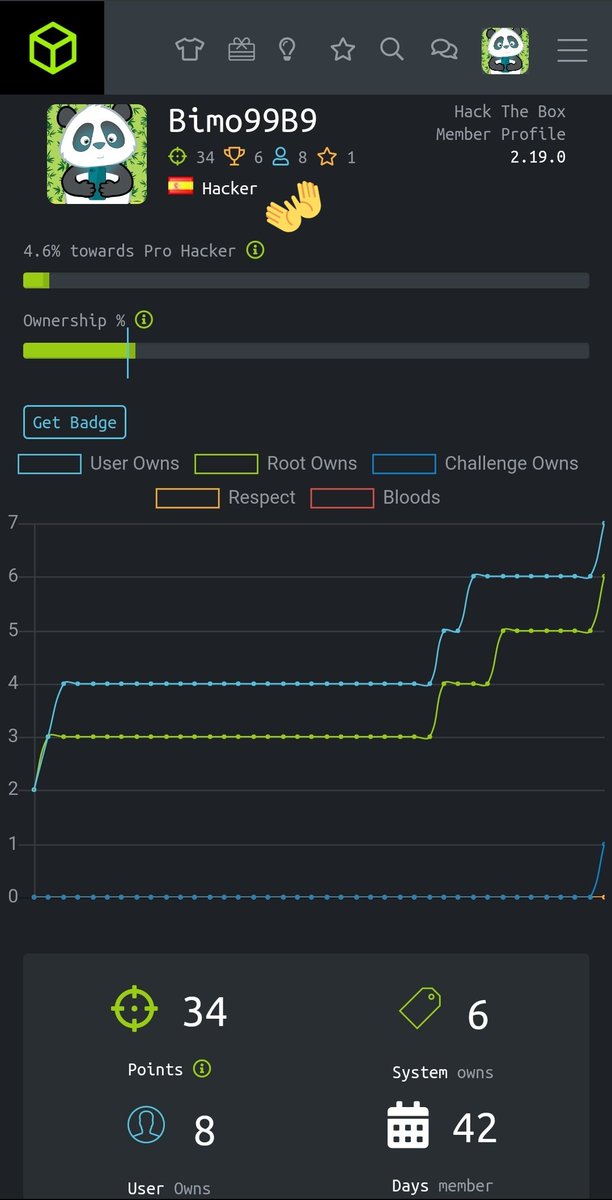 Bimo99B9
Hack The Box
Member Profile
2.19.0
34 6 8 1
Hacker
4.6% towards Pro Hacker
Ownership %
Get Badge
User Owns Root Owns Challenge Owns
Respect Bloods
7
6
5
4
3
2
1
0
34 6
Points System owns
8 42
User Owns Days member